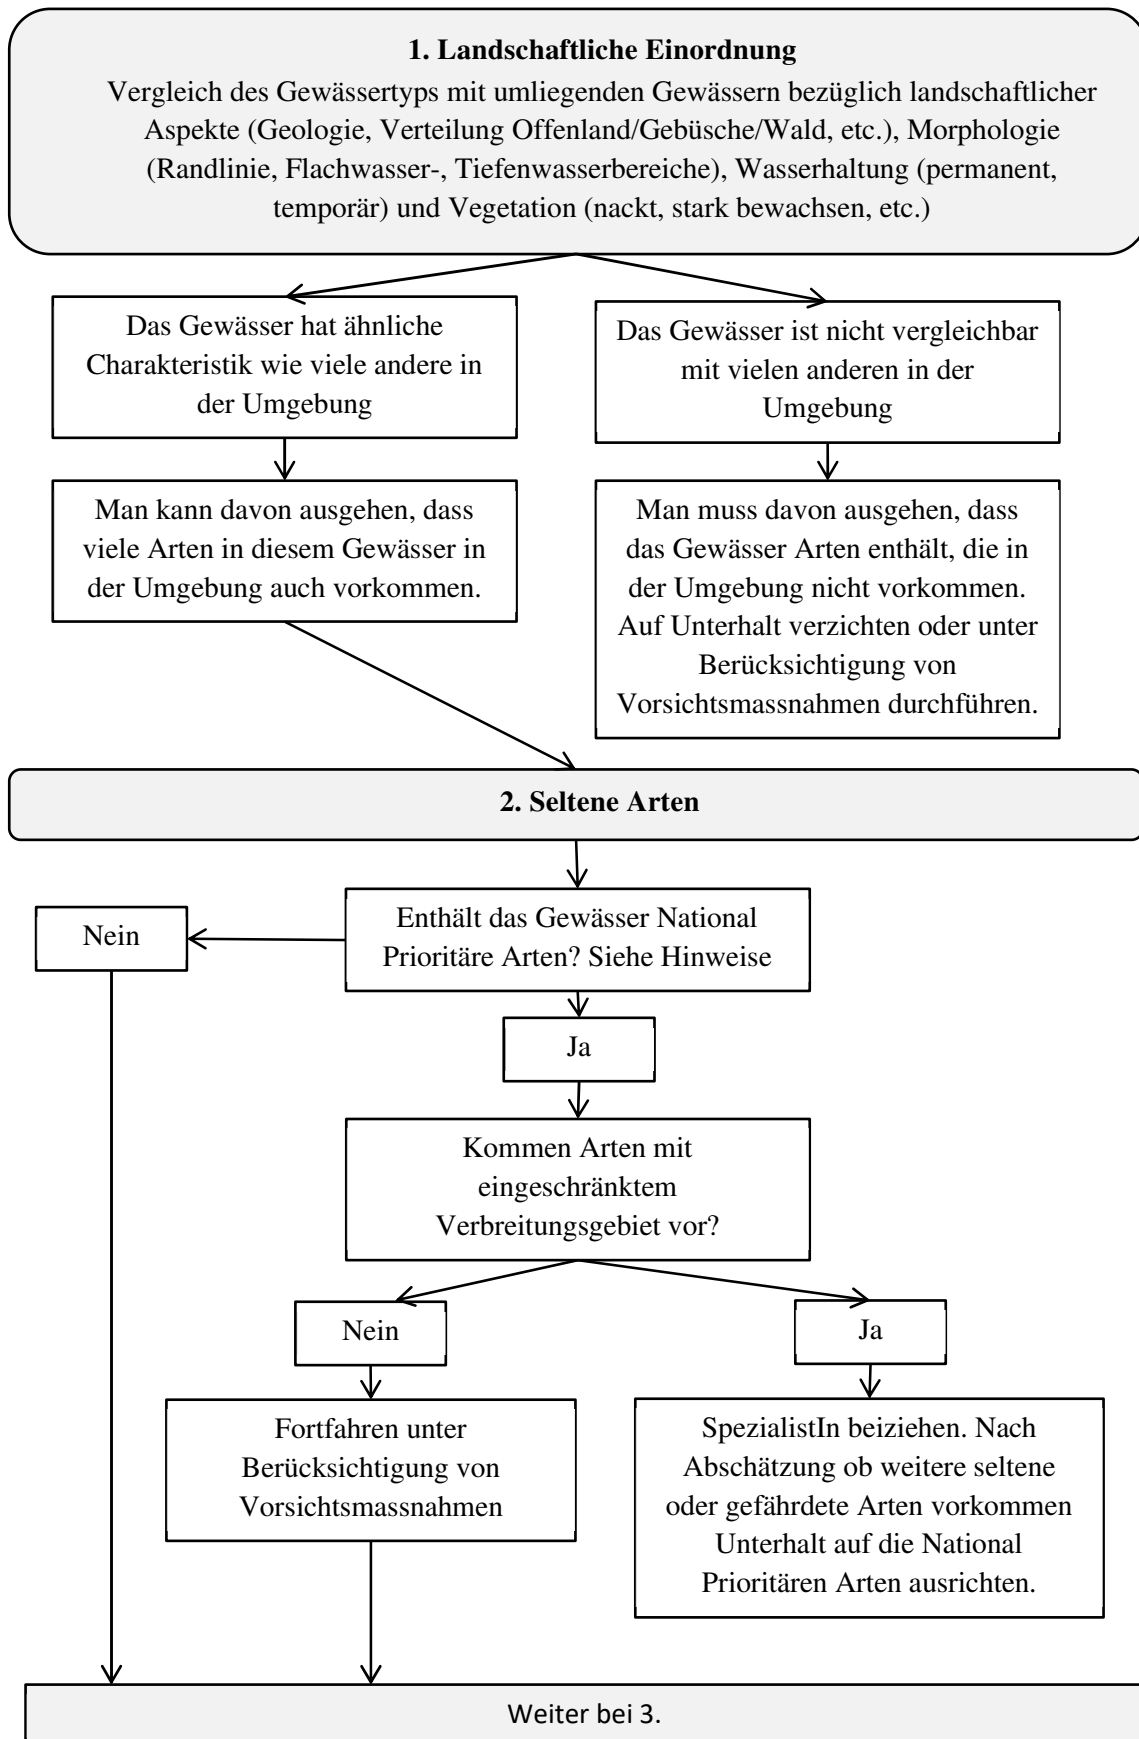 1. Landschaftliche Einordnung
Vergleich des Gewässertyps mit umliegenden Gewässern bezüglich landschaftlicher
Aspekte (Geologie, Verteilung Offenland/Gebüsche/Wald, etc.), Morphologie
(Randlinie, Flachwasser-, Tiefenwasserbereiche), Wasserhaltung (permanent,
temporär) und Vegetation (nackt, stark bewachsen, etc.)
Das Gewässer hat ähnliche
Charakteristik wie viele andere in
der Umgebung
Das Gewässer ist nicht vergleichbar
mit vielen anderen in der
Umgebung
Man kann davon ausgehen, dass
viele Arten in diesem Gewässer in
der Umgebung auch vorkommen.
Man muss davon ausgehen, dass
das Gewässer Arten enthält, die in
der Umgebung nicht vorkommen.
Auf Unterhalt verzichten oder unter
Berücksichtigung von
Vorsichtsmassnahmen durchführen.
2. Seltene Arten
Nein
Enthält das Gewässer National
Prioritäre Arten? Siehe Hinweise
Ja
Kommen Arten mit
eingeschränktem
Verbreitungsgebiet vor?
Nein
Ja
Fortfahren unter
Berücksichtigung von
Vorsichtsmassnahmen
SpezialistIn beiziehen. Nach
Abschätzung ob weitere seltene
oder gefährdete Arten vorkommen
Unterhalt auf die National
Prioritären Arten ausrichten.
Weiter bei 3.